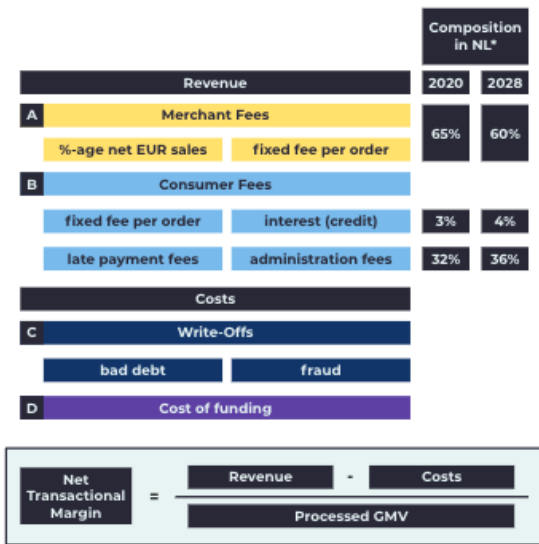 Composition
in NL*
Revenue 2020 2028
A Merchant Fees
65% 60%
%-age net EUR sales fixed fee per order
B Consumer Fees
fixed fee per order interest (credit) 3% 4%
late payment fees administration fees 32% 36%
Costs
C Write-Offs
bad debt fraud
D Cost of funding
Net
Transactional
Margin
=
Revenue - Costs
Processed GMV